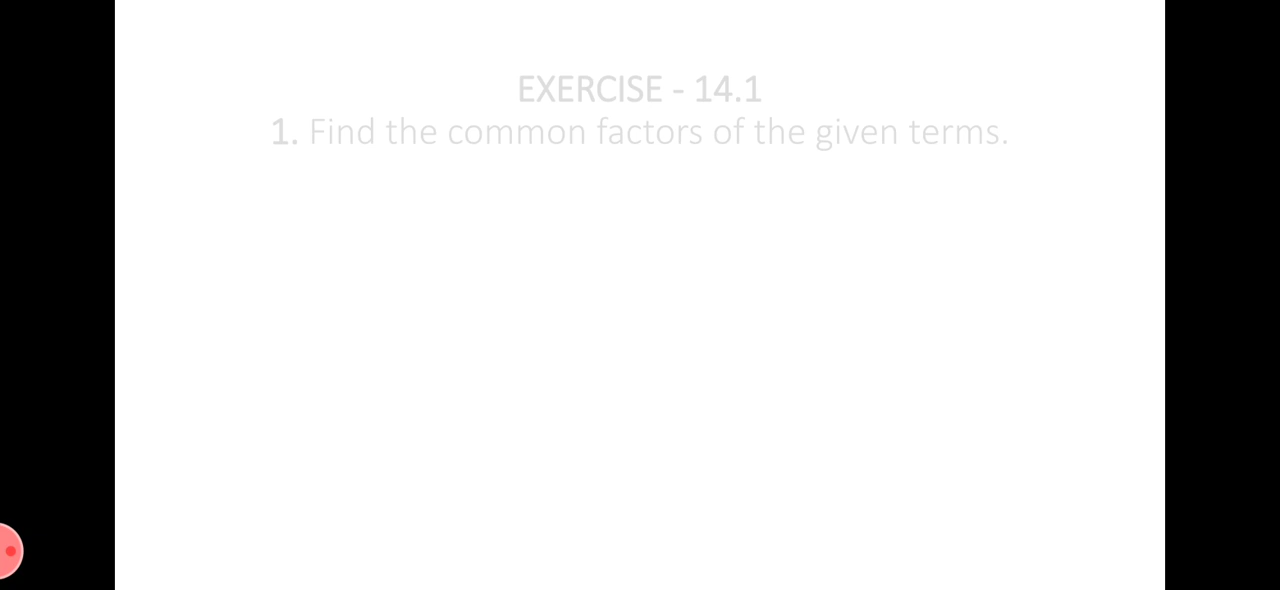 EXERCISE - 14.1
1. Find the common factors of the given terms.